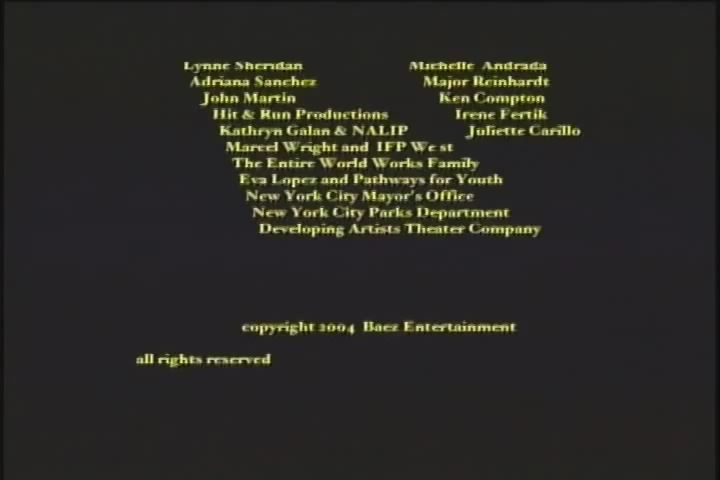 Lynne Sheridan Michelle Andrada
Adriana Sanchez Major Reinhardt
John Martin Ken Compton
Hit & Run Productions Irene Fertik
Kathryn Galan & NALIP Juliette Carillo
Marcel Wright and IFP West
The Entire World Works Family
Eva Lopez and Pathways for Youth
New York City Mayor's Office
New York City Parks Department
Developing Artists Theater Company
copyright 2004 Baez Entertainment
all rights reserved